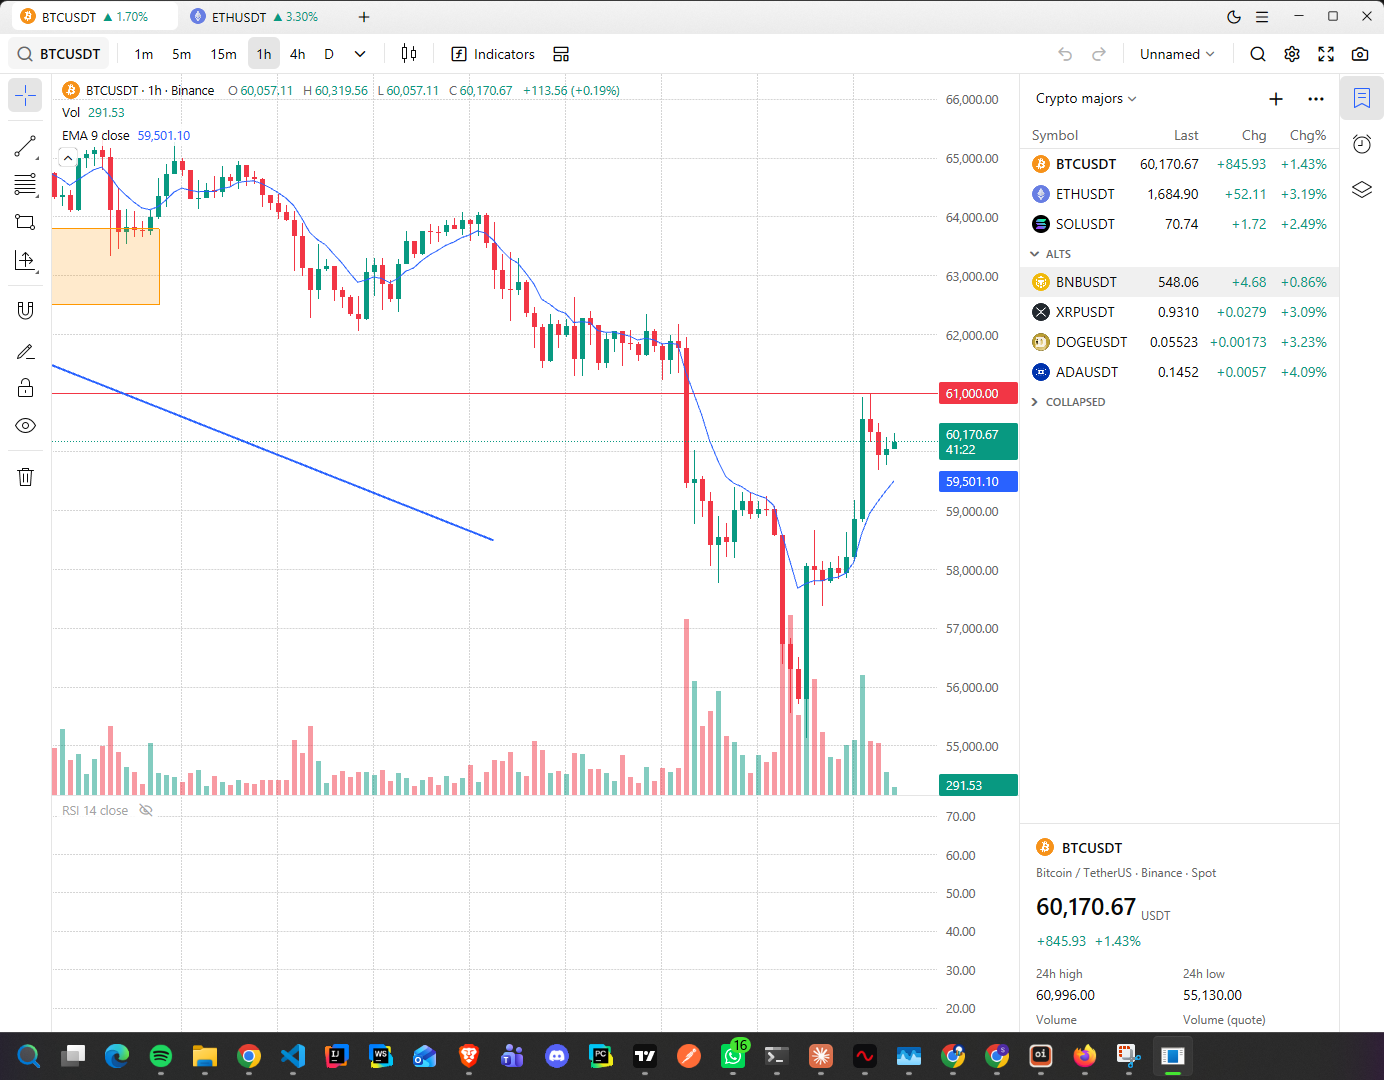 BTCUSDT ▲ 1.70%
ETHUSDT ▲ 3.30%
BTCUSDT 1m 5m 15m 1h 4h D Indicators Unnamed
BTCUSDT · 1h · Binance O 60,057.11 H 60,319.56 L 60,057.11 C 60,170.67 +113.56 (+0.19%)
Vol 291.53
EMA 9 close 59,501.10
66,000.00
65,000.00
64,000.00
63,000.00
62,000.00
61,000.00
60,170.67
41:22
59,501.10
59,000.00
58,000.00
57,000.00
56,000.00
55,000.00
291.53
RSI 14 close
70.00
60.00
50.00
40.00
30.00
20.00
Crypto majors
Symbol Last Chg Chg%
BTCUSDT 60,170.67 +845.93 +1.43%
ETHUSDT 1,684.90 +52.11 +3.19%
SOLUSDT 70.74 +1.72 +2.49%
ALTS
BNBUSDT 548.06 +4.68 +0.86%
XRPUSDT 0.9310 +0.0279 +3.09%
DOGEUSDT 0.05523 +0.00173 +3.23%
ADAUSDT 0.1452 +0.0057 +4.09%
COLLAPSED
BTCUSDT
Bitcoin / TetherUS · Binance · Spot
60,170.67 USDT
+845.93 +1.43%
24h high 24h low
60,996.00 55,130.00
Volume Volume (quote)
WS
PC
16
oi